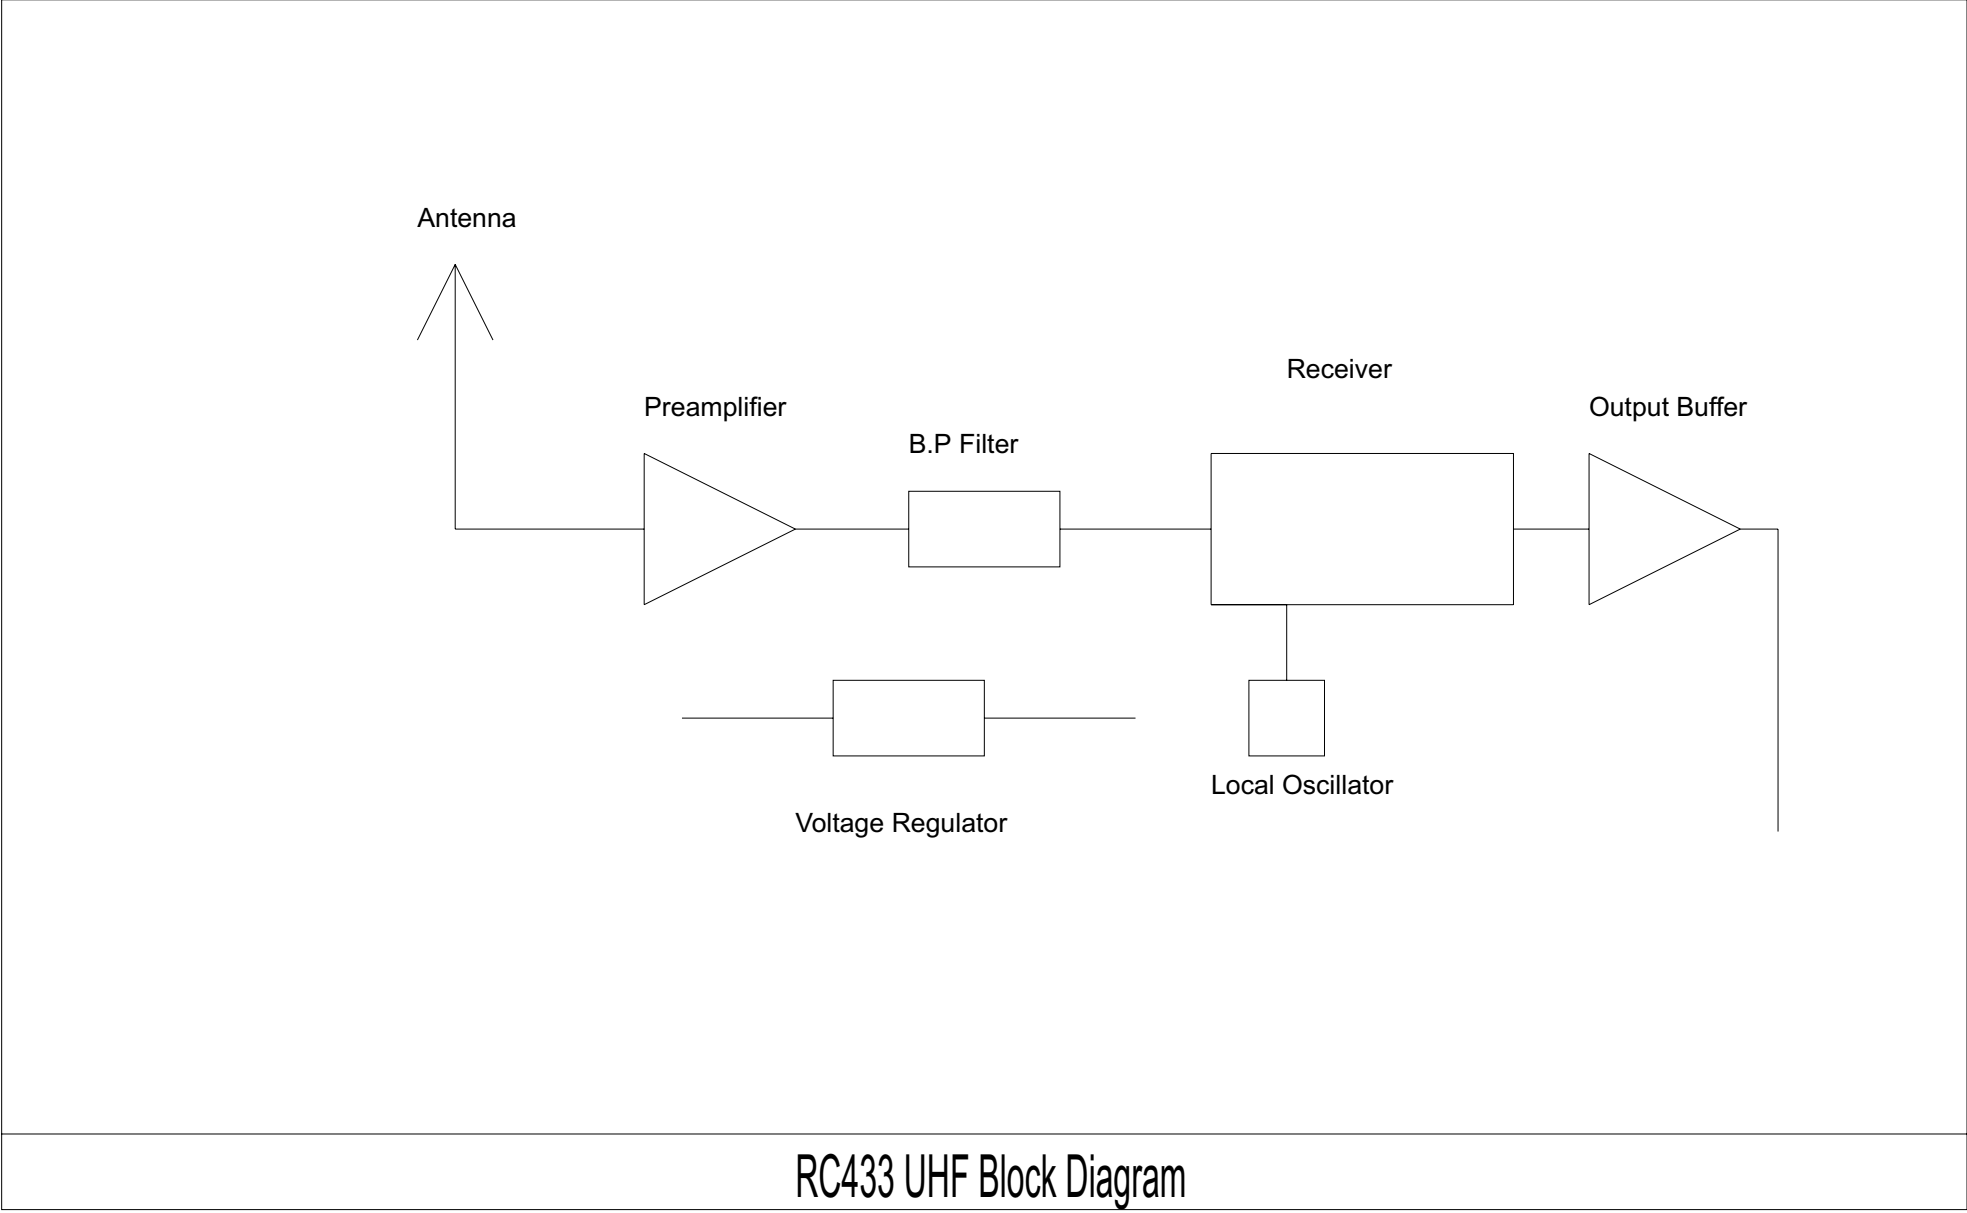 Antenna
Receiver
Preamplifier
Output Buffer
B.P Filter
Local Oscillator
Voltage Regulator
RC433 UHF Block Diagram